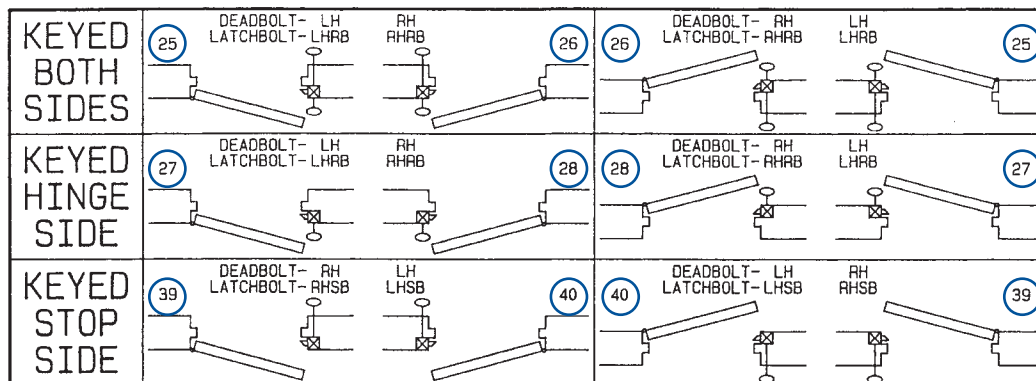 KEYED
BOTH
SIDES
25
DEADBOLT- LH RH
LATCHBOLT-LHRB RHRB
26
26
DEADBOLT- RH LH
LATCHBOLT-RHRB LHRB
25
KEYED
HINGE
SIDE
27
DEADBOLT- LH RH
LATCHBOLT-LHRB RHRB
28
28
DEADBOLT- RH LH
LATCHBOLT-RHRB LHRB
27
KEYED
STOP
SIDE
39
DEADBOLT- RH LH
LATCHBOLT-RHSB LHSB
40
40
DEADBOLT- LH RH
LATCHBOLT-LHSB RHSB
39